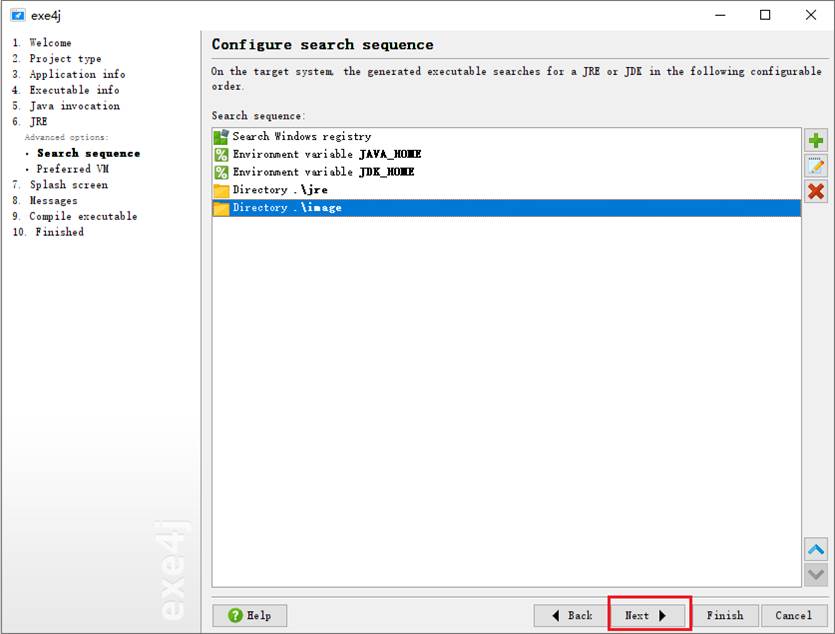 exe4j
1. Welcome
2. Project type
3. Application info
4. Executable info
5. Java invocation
6. JRE
Advanced options:
• Search sequence
• Preferred VM
7. Splash screen
8. Messages
9. Compile executable
10. Finished
exe4j
Configure search sequence
On the target system, the generated executable searches for a JRE or JDK in the following configurable
order.
Search sequence:
Search Windows registry
Environment variable JAVA_HOME
Environment variable JDK_HOME
Directory .\jre
Directory .\image
Help
Back
Next
Finish
Cancel